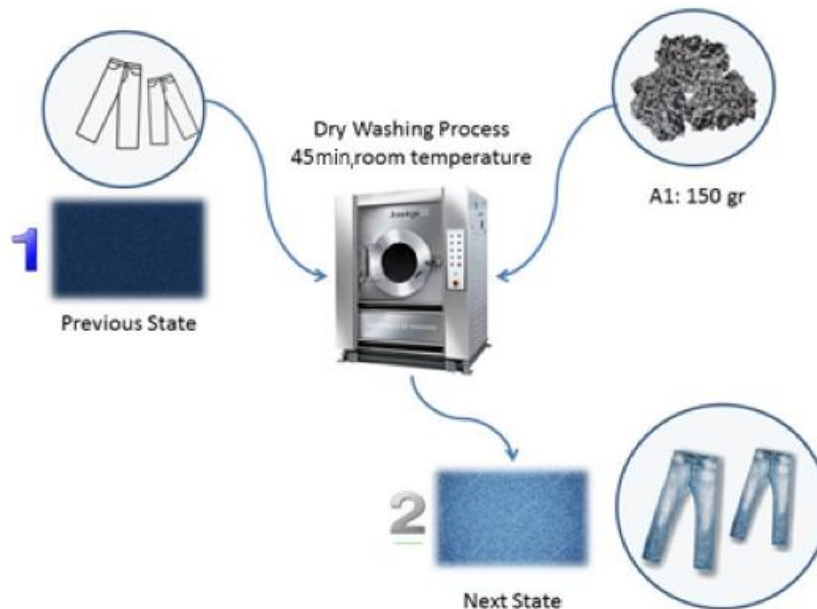 Dry Washing Process
45min,room temperature
A1: 150 gr
1
Previous State
2
Next State